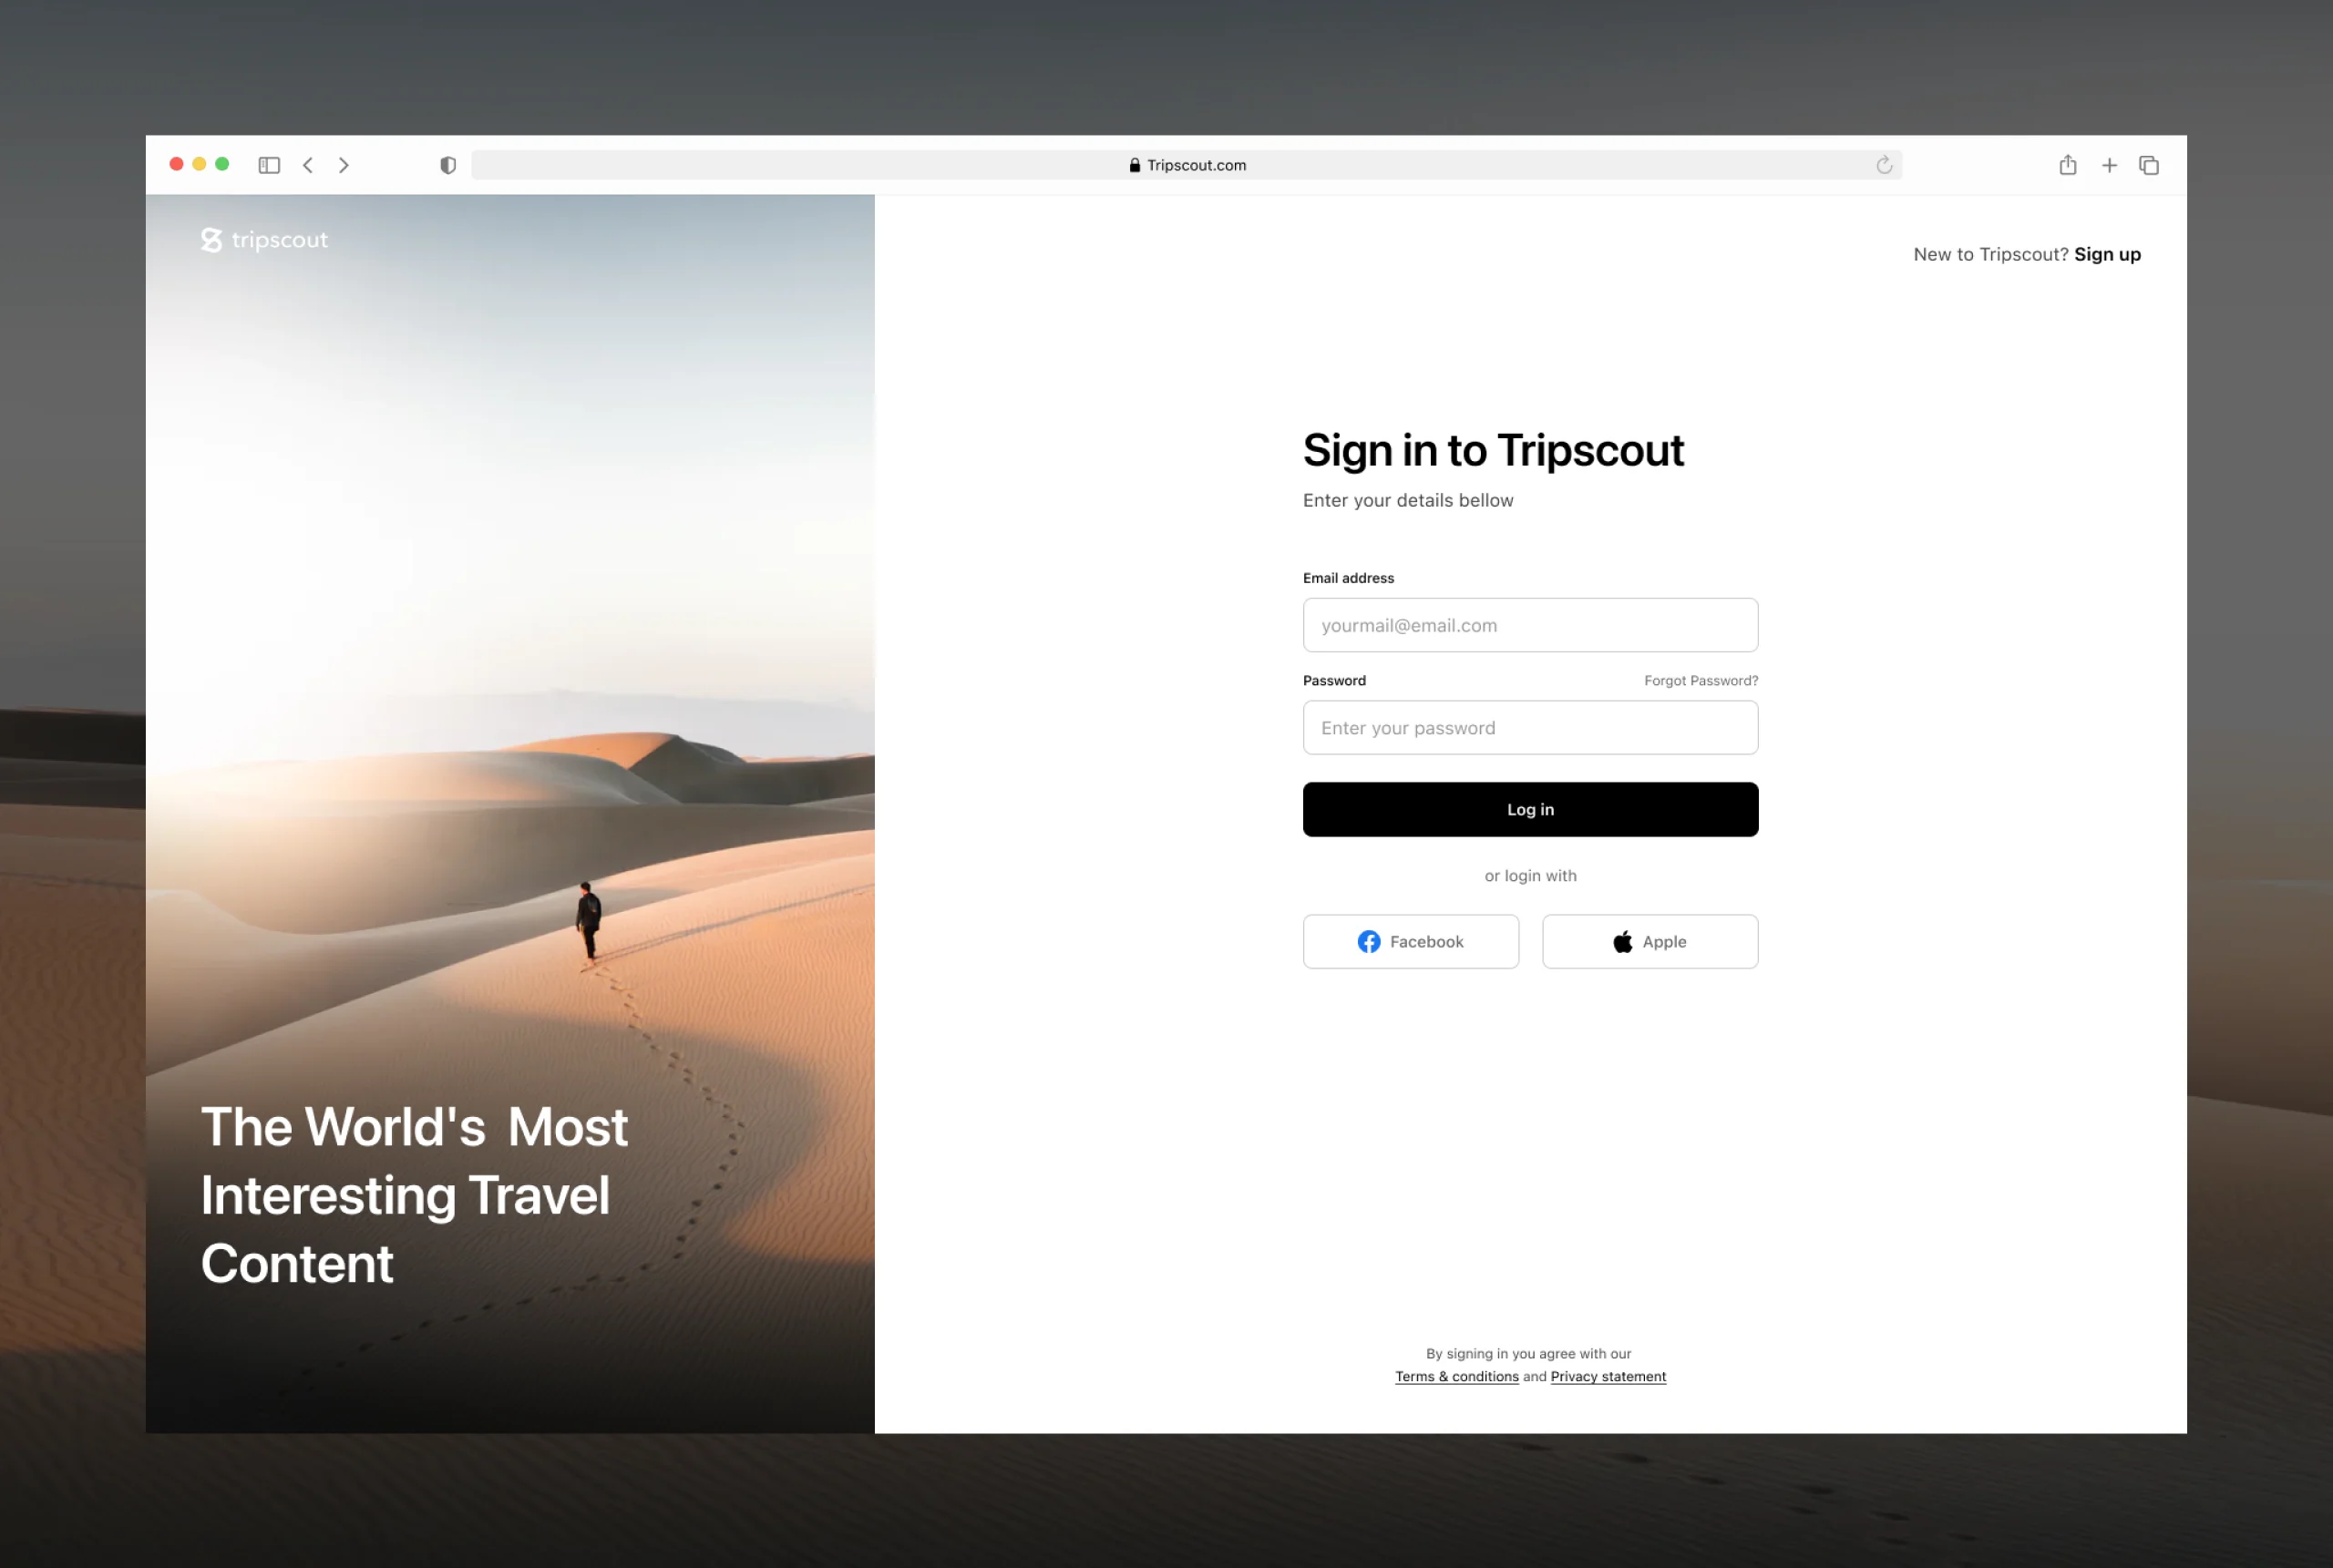 Tripscout.com
tripscout
New to Tripscout? Sign up
Sign in to Tripscout
Enter your details bellow
Email address
yourmail@email.com
Password Forgot Password?
Enter your password
Log in
or login with
Facebook Apple
The World's  Most
Interesting Travel
Content
By signing in you agree with our
Terms & conditions and Privacy statement